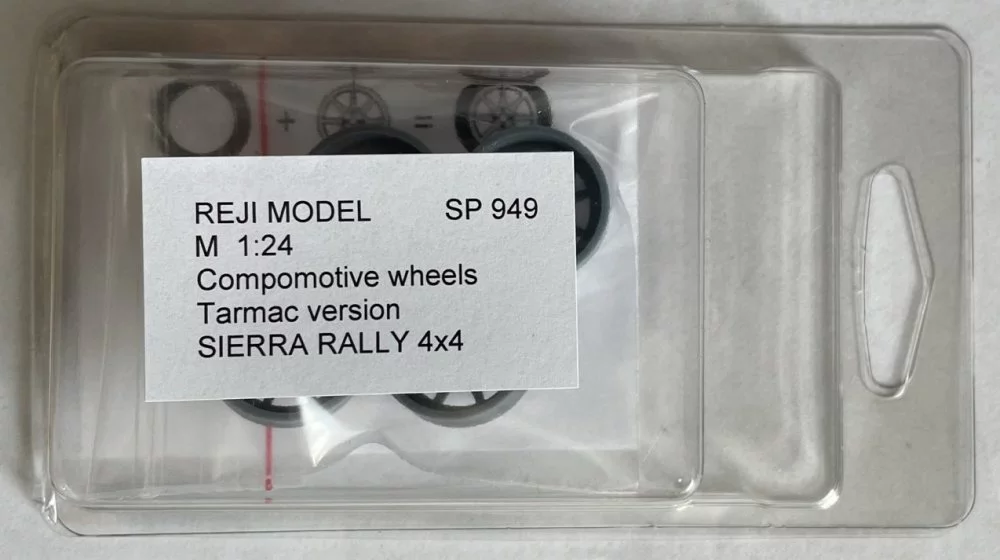 REJI MODEL SP 949
M 1:24
Compomotive wheels
Tarmac version
SIERRA RALLY 4x4
+ =